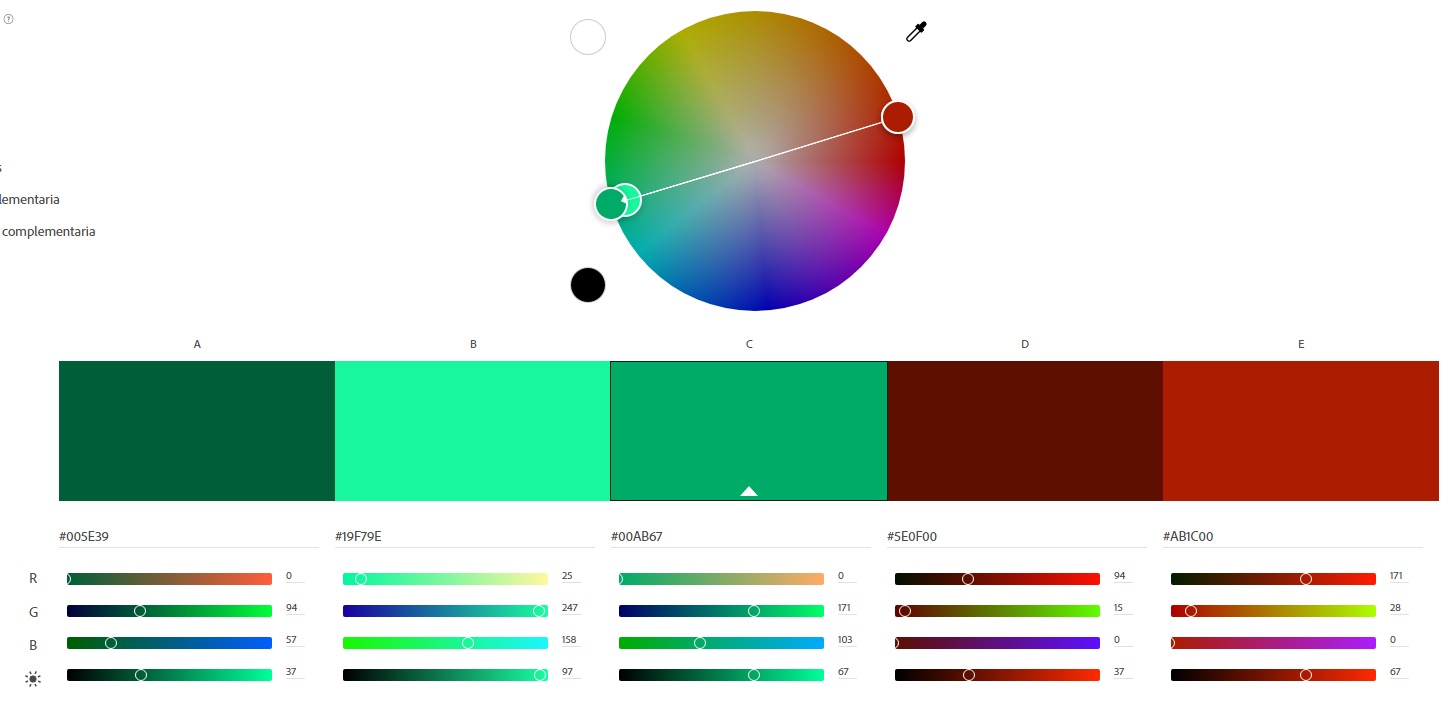 s
lementaria
complementaria
A B C D E
#005E39 #19F79E #00AB67 #5E0F00 #AB1C00
R 0 25 0 94 171
G 94 247 171 15 28
B 57 158 103 0 0
37 97 67 37 67